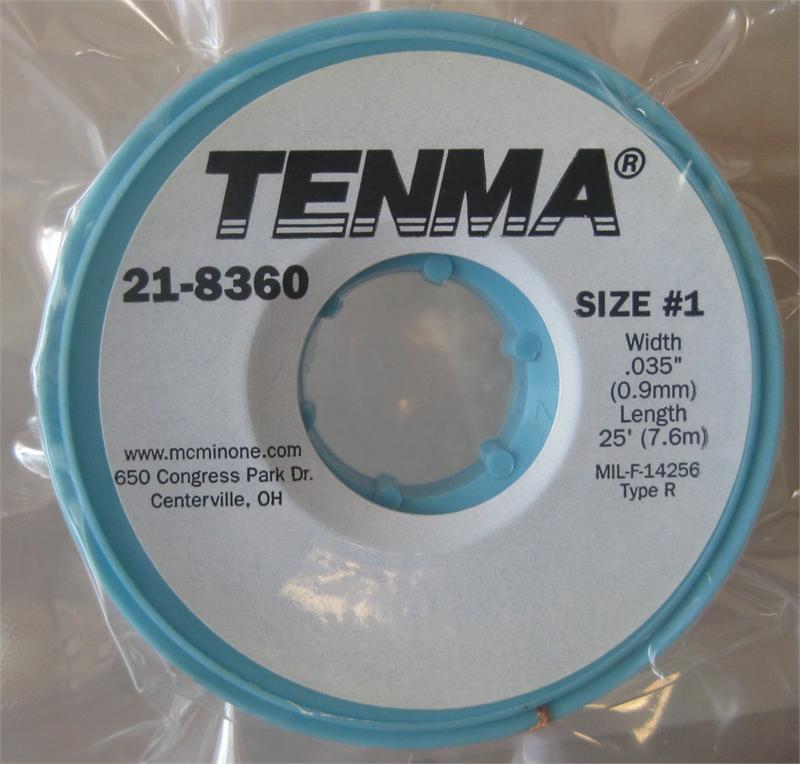 TENMA®
21-8360
SIZE #1
Width
.035"
(0.9mm)
Length
25' (7.6m)
MIL-F-14256
Type R
www.mcminone.com
650 Congress Park Dr.
Centerville, OH